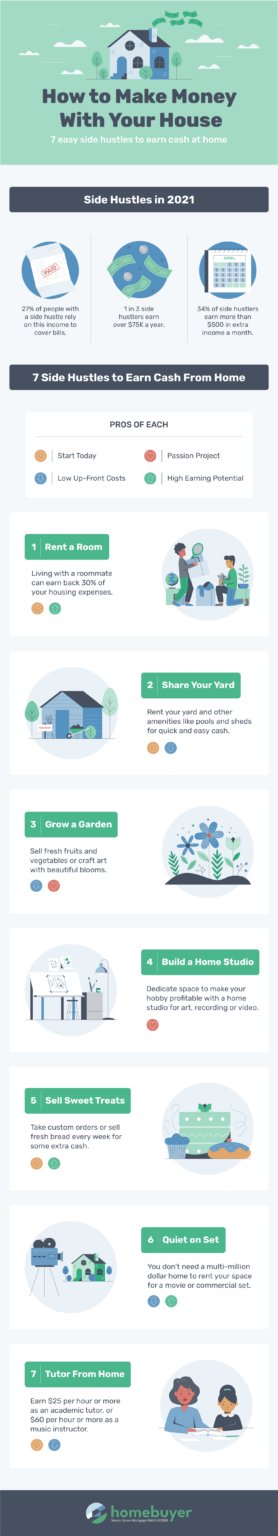 How to Make Money
With Your House
7 easy side hustles to earn cash at home
Side Hustles in 2021
PAID
27% of people with
a side hustle rely
on this income to
cover bills.
1 in 3 side
hustlers earn
over $75K a year.
APRIL
34% of side hustlers
earn more than
$500 in extra
income a month.
7 Side Hustles to Earn Cash From Home
PROS OF EACH
Start Today
Passion Project
Low Up-Front Costs
High Earning Potential
1 Rent a Room
Living with a roommate
can earn back 30% of
your housing expenses.
2 Share Your Yard
Rent your yard and other
amenities like pools and sheds
for quick and easy cash.
3 Grow a Garden
Sell fresh fruits and
vegetables or craft art
with beautiful blooms.
4 Build a Home Studio
Dedicate space to make your
hobby profitable with a home
studio for art, recording or video.
5 Sell Sweet Treats
Take custom orders or sell
fresh bread every week for
some extra cash.
6 Quiet on Set
You don't need a multi-million
dollar home to rent your space
for a movie or commercial set.
7 Tutor From Home
Earn $25 per hour or more
as an academic tutor, or
$60 per hour or more as a
music instructor.
homebuyer